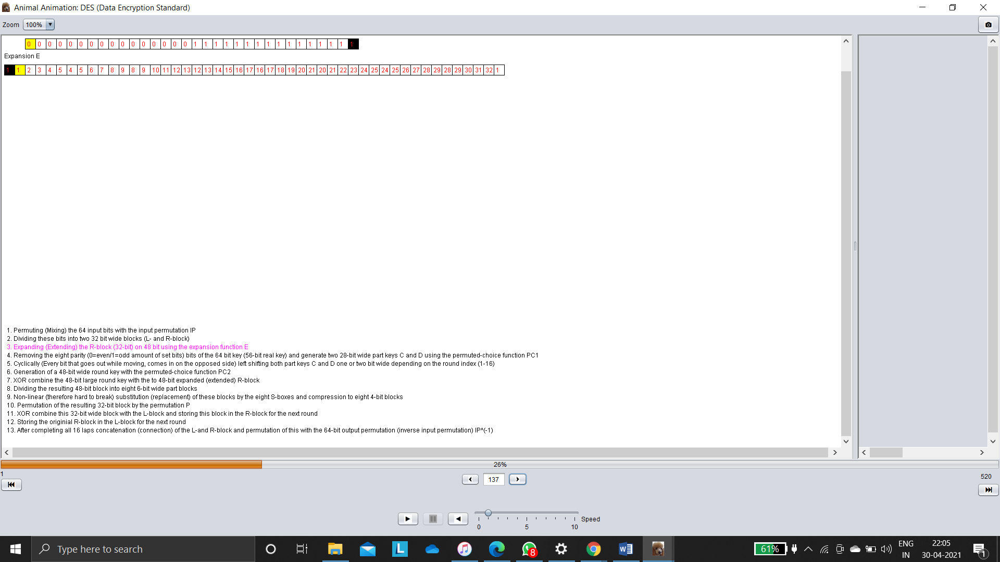 Animal Animation: DES (Data Encryption Standard)
Zoom 100%
0 0 0 0 0 0 0 0 0 0 0 0 0 0 0 0 1 1 1 1 1 1 1 1 1 1 1 1 1 1 1 1
Expansion E
1 1 2 3 4 5 4 5 6 7 8 9 8 9 10 11 12 13 12 13 14 15 16 17 16 17 18 19 20 21 20 21 22 23 24 25 24 25 26 27 28 29 28 29 30 31 32 1
1. Permuting (Mixing) the 64 input bits with the input permutation IP
2. Dividing these bits into two 32 bit wide blocks (L- and R-block)
3. Expanding (Extending) the R-block (32-bit) on 48 bit using the expansion function E
4. Removing the eight parity (0=even/1=odd amount of set bits) bits of the 64 bit key (56-bit real key) and generate two 28-bit wide part keys C and D using the permuted-choice function PC1
5. Cyclically (Every bit that goes out while moving, comes in on the opposed side) left shifting both part keys C and D one or two bit wide depending on the round index (1-16)
6. Generation of a 48-bit wide round key with the permuted-choice function PC2
7. XOR combine the 48-bit large round key with the to 48-bit expanded (extended) R-block
8. Dividing the resulting 48-bit block into eight 6-bit wide part blocks
9. Non-linear (therefore hard to break) substitution (replacement) of these blocks by the eight S-boxes and compression to eight 4-bit blocks
10. Permutation of the resulting 32-bit block by the permutation P
11. XOR combine this 32-bit wide block with the L-block and storing this block in the R-block for the next round
12. Storing the originial R-block in the L-block for the next round
13. After completing all 16 laps concatenation (connection) of the L-and R-block and permutation of this with the 64-bit output permutation (inverse input permutation) IP^(-1)
26%
1
137
520
Speed
0 5 10
Type here to search
L
8
W
61%
ENG
IN
22:05
30-04-2021
1